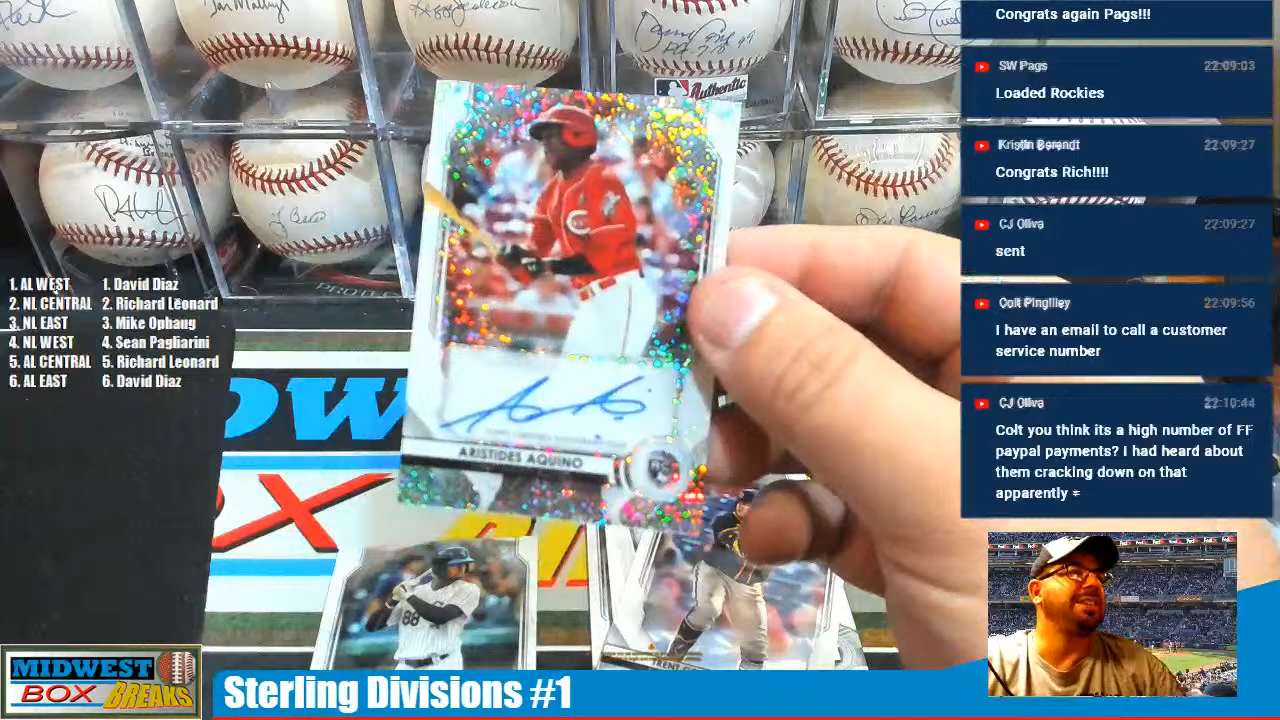 Congrats again Pags!!!
SW Pags 22:09:03
Loaded Rockies
Kristin Berendt 22:09:27
Congrats Rich!!!!
CJ Oliva 22:09:27
sent
Colt Pingilley 22:09:56
I have an email to call a customer
service number
CJ Oliva 22:10:44
Colt you think its a high number of FF
paypal payments? I had heard about
them cracking down on that
apparently =
Authentic
1. AL WEST 1. David Diaz
2. NL CENTRAL 2. Richard Leonard
3. NL EAST 3. Mike Ophaug
4. NL WEST 4. Sean Pagliarini
5. AL CENTRAL 5. Richard Leonard
6. AL EAST 6. David Diaz
C
ARISTIDES AQUINO
RC
88
MIDWEST
BOX BREAKS
Sterling Divisions #1